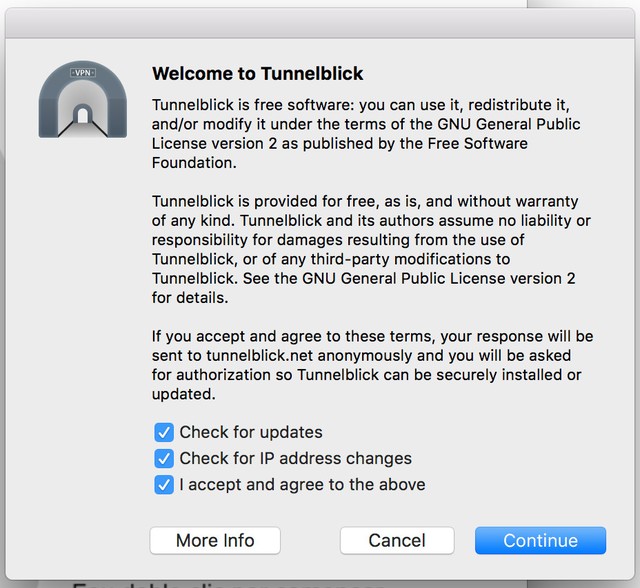 VPN
Welcome to Tunnelblick
Tunnelblick is free software: you can use it, redistribute it,
and/or modify it under the terms of the GNU General Public
License version 2 as published by the Free Software
Foundation.
Tunnelblick is provided for free, as is, and without warranty
of any kind. Tunnelblick and its authors assume no liability or
responsibility for damages resulting from the use of
Tunnelblick, or of any third-party modifications to
Tunnelblick. See the GNU General Public License version 2
for details.
If you accept and agree to these terms, your response will be
sent to tunnelblick.net anonymously and you will be asked
for authorization so Tunnelblick can be securely installed or
updated.
Check for updates
Check for IP address changes
I accept and agree to the above
More Info
Cancel
Continue